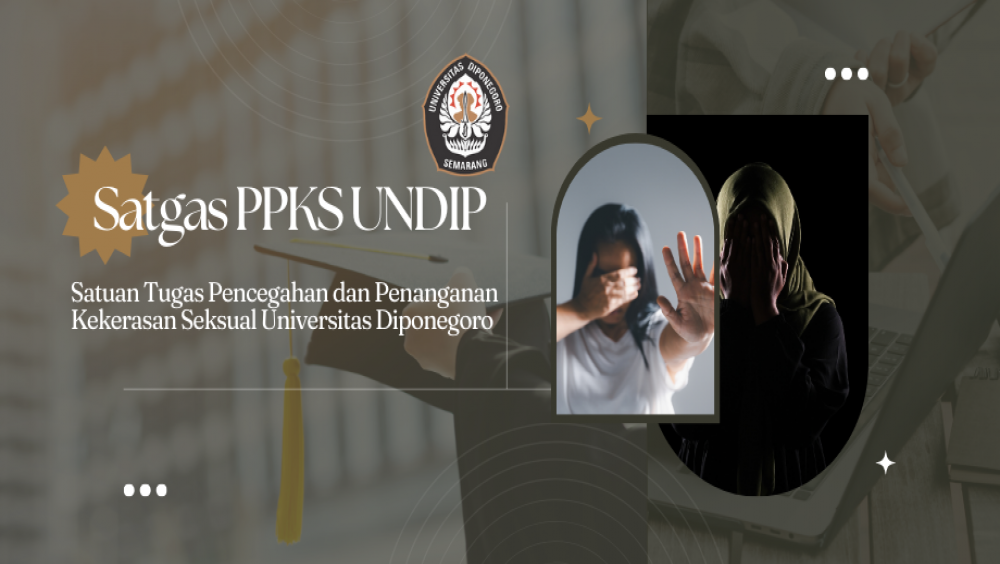 UNIVERSITAS DIPONEGORO
SEMARANG
Satgas PPKS UNDIP
Satuan Tugas Pencegahan dan Penanganan
Kekerasan Seksual Universitas Diponegoro